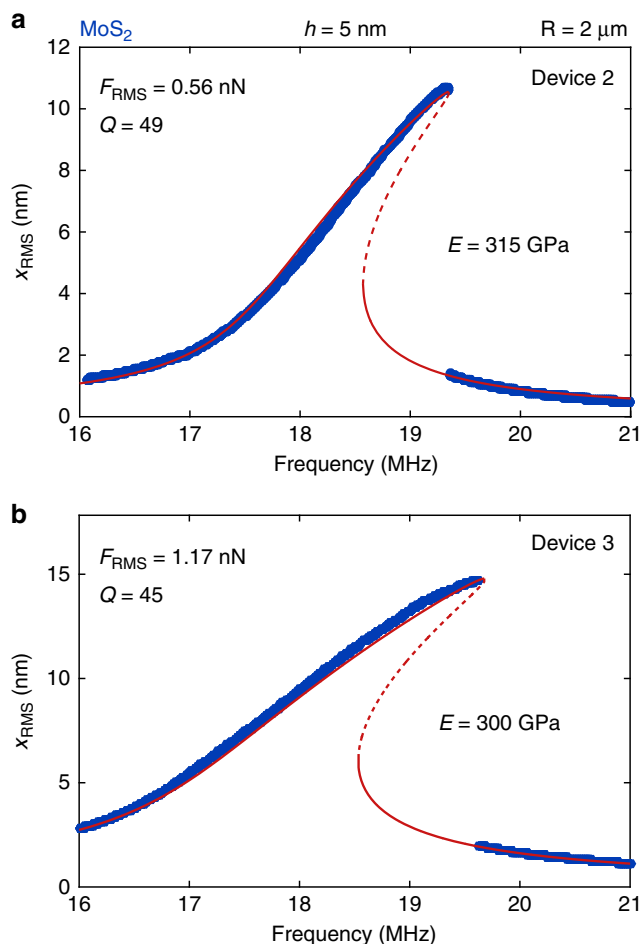 a
MoS₂ h = 5 nm R = 2 μm
12
10
8
6
4
2
0
x_RMS (nm)
F_RMS = 0.56 nN
Q = 49
Device 2
E = 315 GPa
16 17 18 19 20 21
Frequency (MHz)
b
15
10
5
0
x_RMS (nm)
F_RMS = 1.17 nN
Q = 45
Device 3
E = 300 GPa
16 17 18 19 20 21
Frequency (MHz)